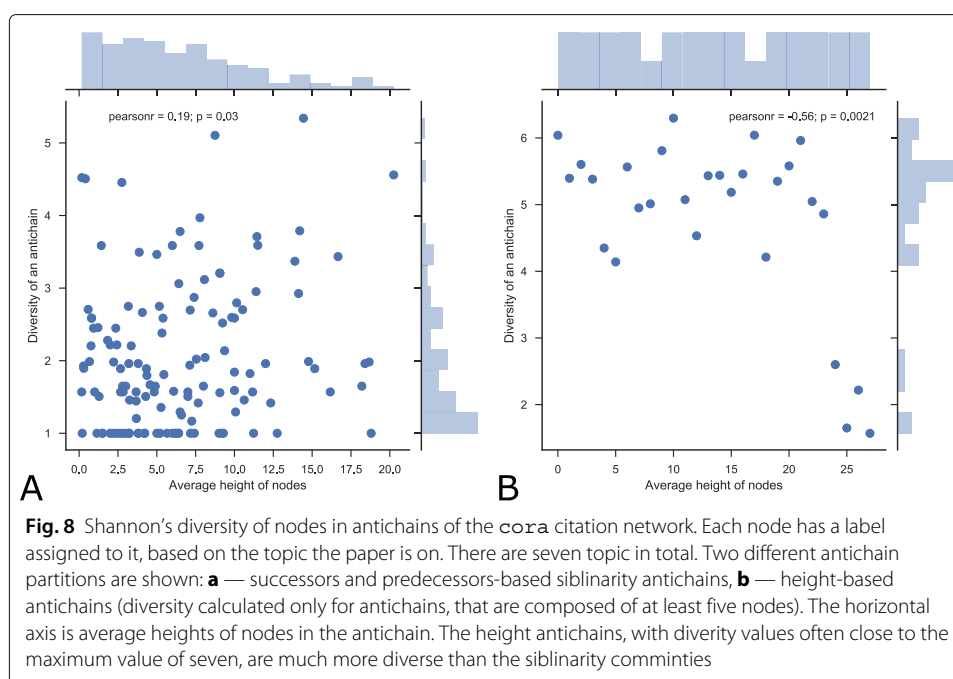 pearsonr = 0.19; p = 0.03
5
4
3
2
1
Diversity of an antichain
0.0 2.5 5.0 7.5 10.0 12.5 15.0 17.5 20.0
Average height of nodes
A
pearsonr = -0.56; p = 0.0021
6
5
4
3
2
Diversity of an antichain
0 5 10 15 20 25
Average height of nodes
B
Fig. 8 Shannon's diversity of nodes in antichains of the cora citation network. Each node has a label
assigned to it, based on the topic the paper is on. There are seven topic in total. Two different antichain
partitions are shown: a — successors and predecessors-based siblinarity antichains, b — height-based
antichains (diversity calculated only for antichains, that are composed of at least five nodes). The horizontal
axis is average heights of nodes in the antichain. The height antichains, with diverity values often close to the
maximum value of seven, are much more diverse than the siblinarity comminties